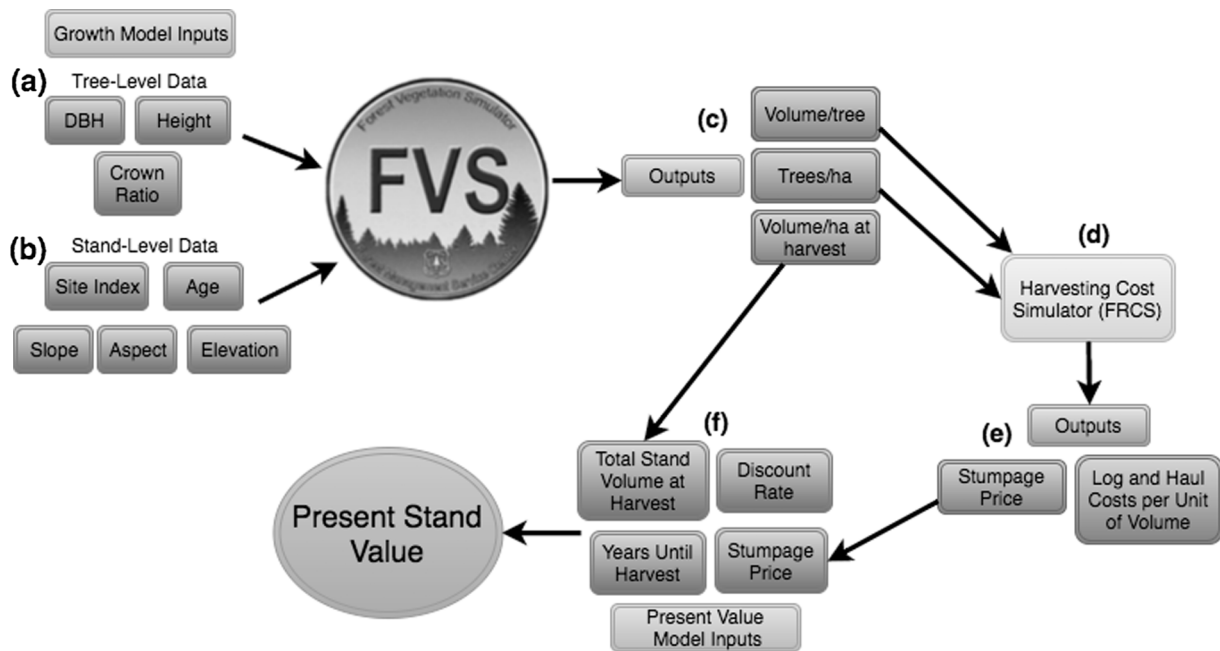 Growth Model Inputs
(a)
Tree-Level Data
DBH
Height
Crown
Ratio
(b)
Stand-Level Data
Site Index
Age
Slope
Aspect
Elevation
Forest Vegetation Simulator
FVS
Outputs
(c)
Volume/tree
Trees/ha
Volume/ha at
harvest
(d)
Harvesting Cost
Simulator (FRCS)
Outputs
(e)
Stumpage
Price
Log and Haul
Costs per Unit
of Volume
(f)
Total Stand
Volume at
Harvest
Discount
Rate
Years Until
Harvest
Stumpage
Price
Present Value
Model Inputs
Present Stand
Value